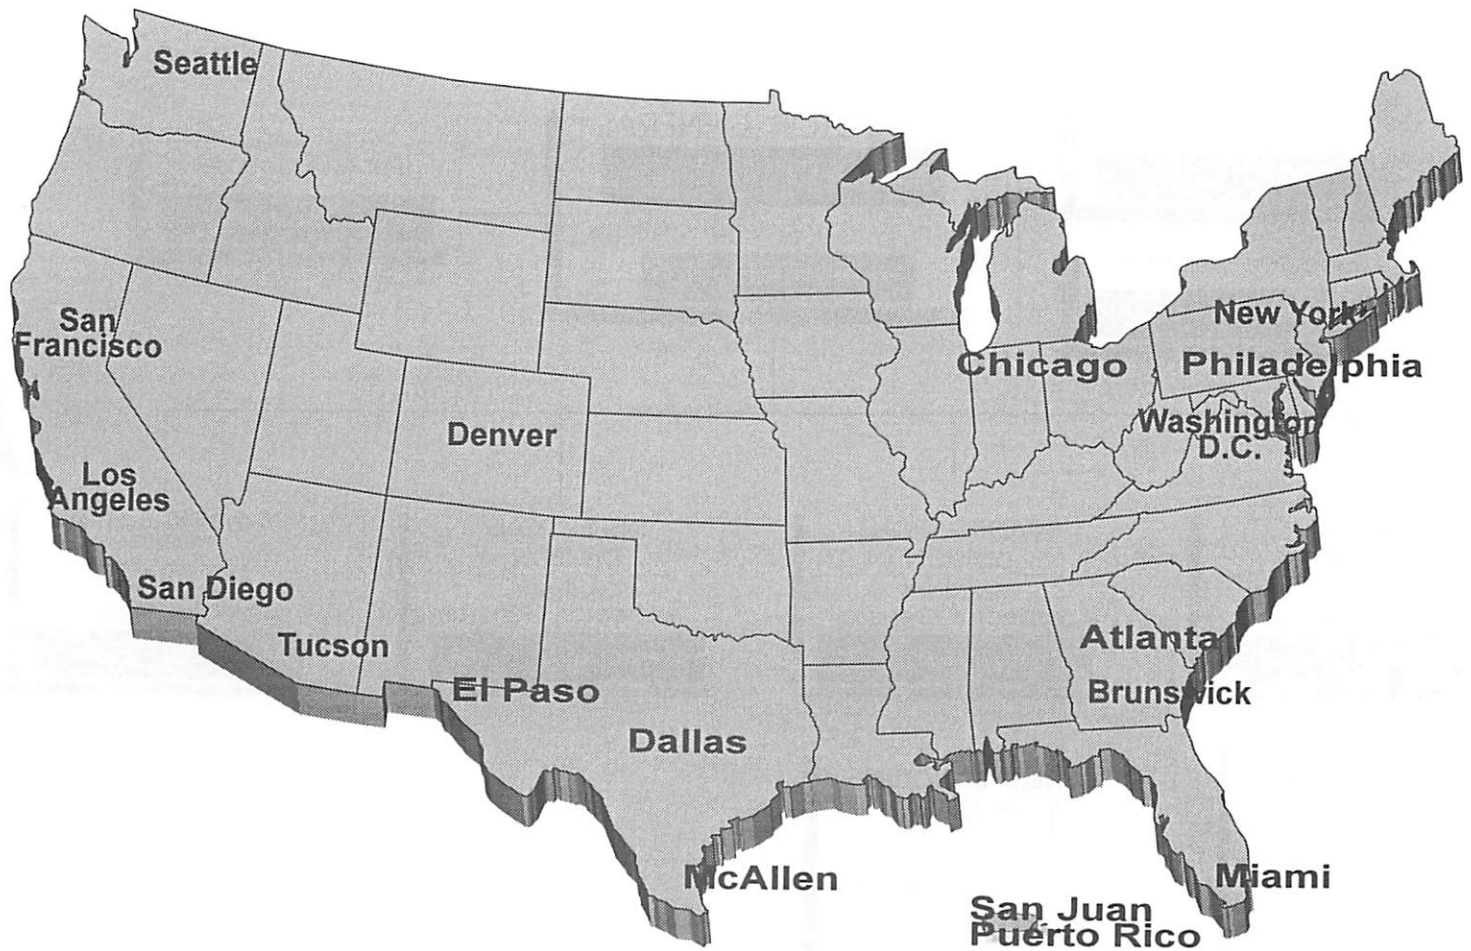 Seattle
New York
San
Francisco
Chicago
Philadelphia
Washington
D.C.
Denver
Los
Angeles
San Diego
Tucson
Atlanta
El Paso
Brunswick
Dallas
McAllen
Miami
San Juan
Puerto Rico